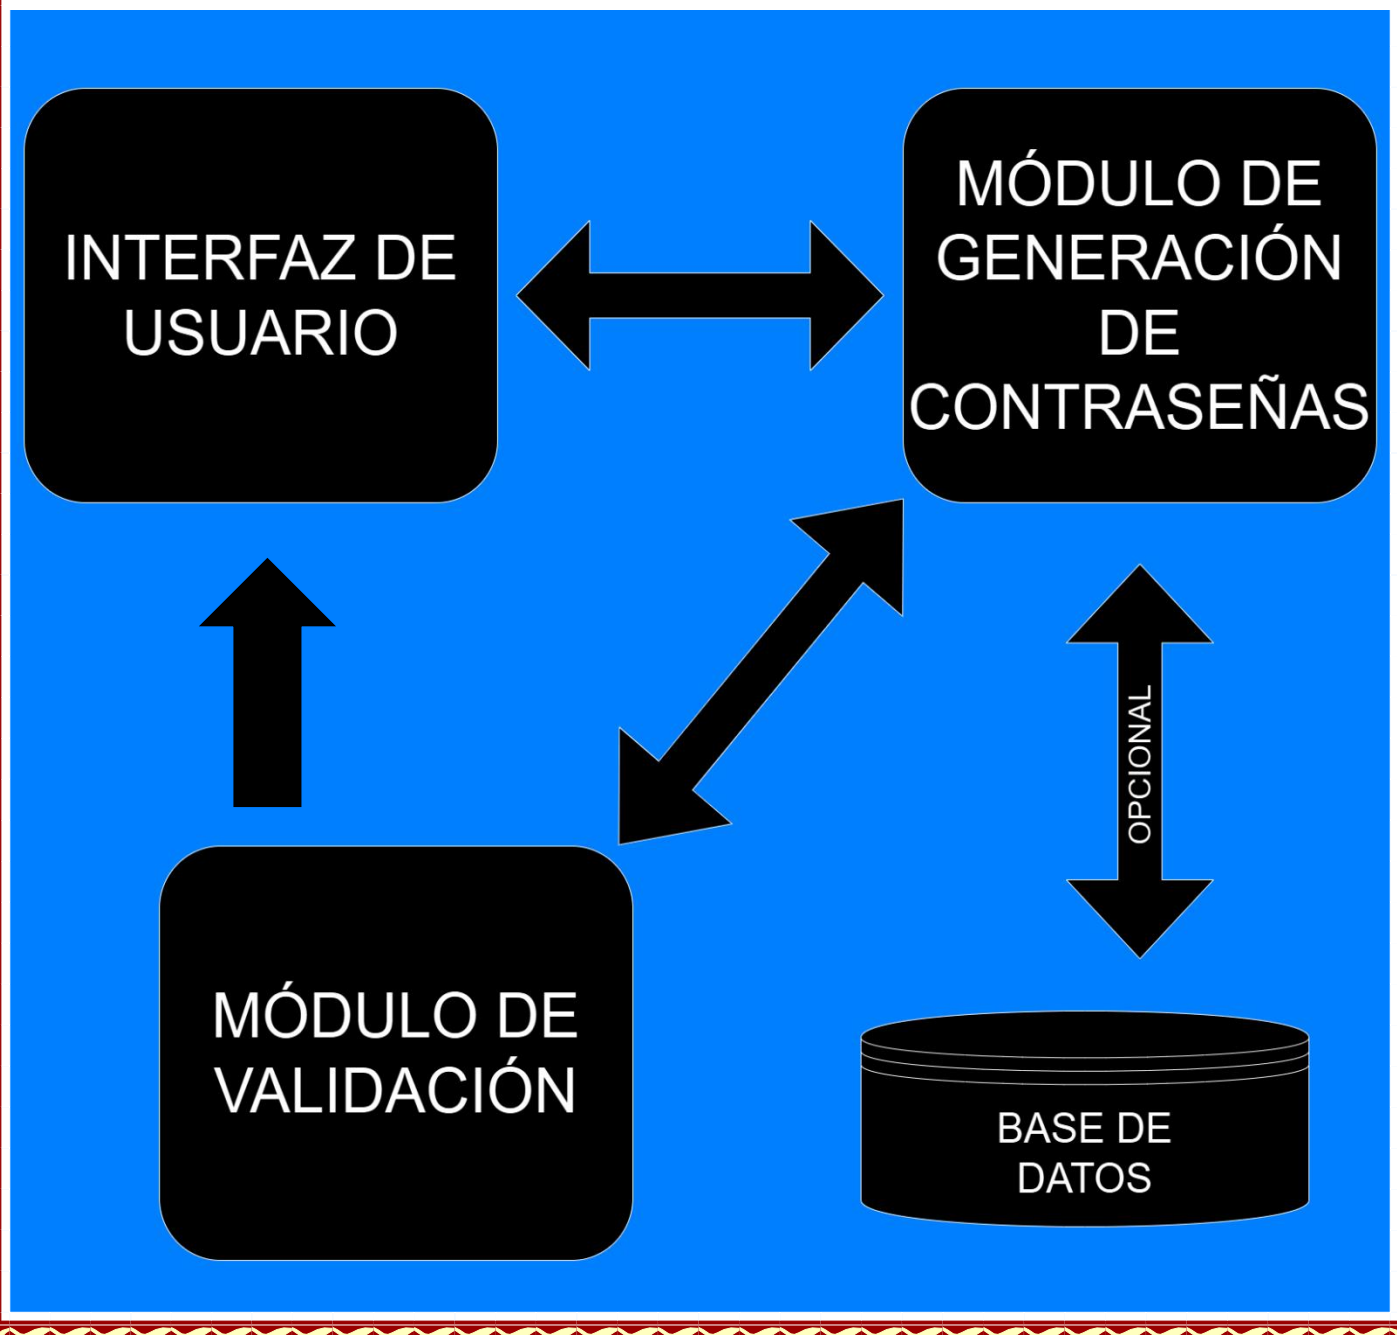 INTERFAZ DE
USUARIO
MÓDULO DE
GENERACIÓN
DE
CONTRASEÑAS
OPCIONAL
MÓDULO DE
VALIDACIÓN
BASE DE
DATOS